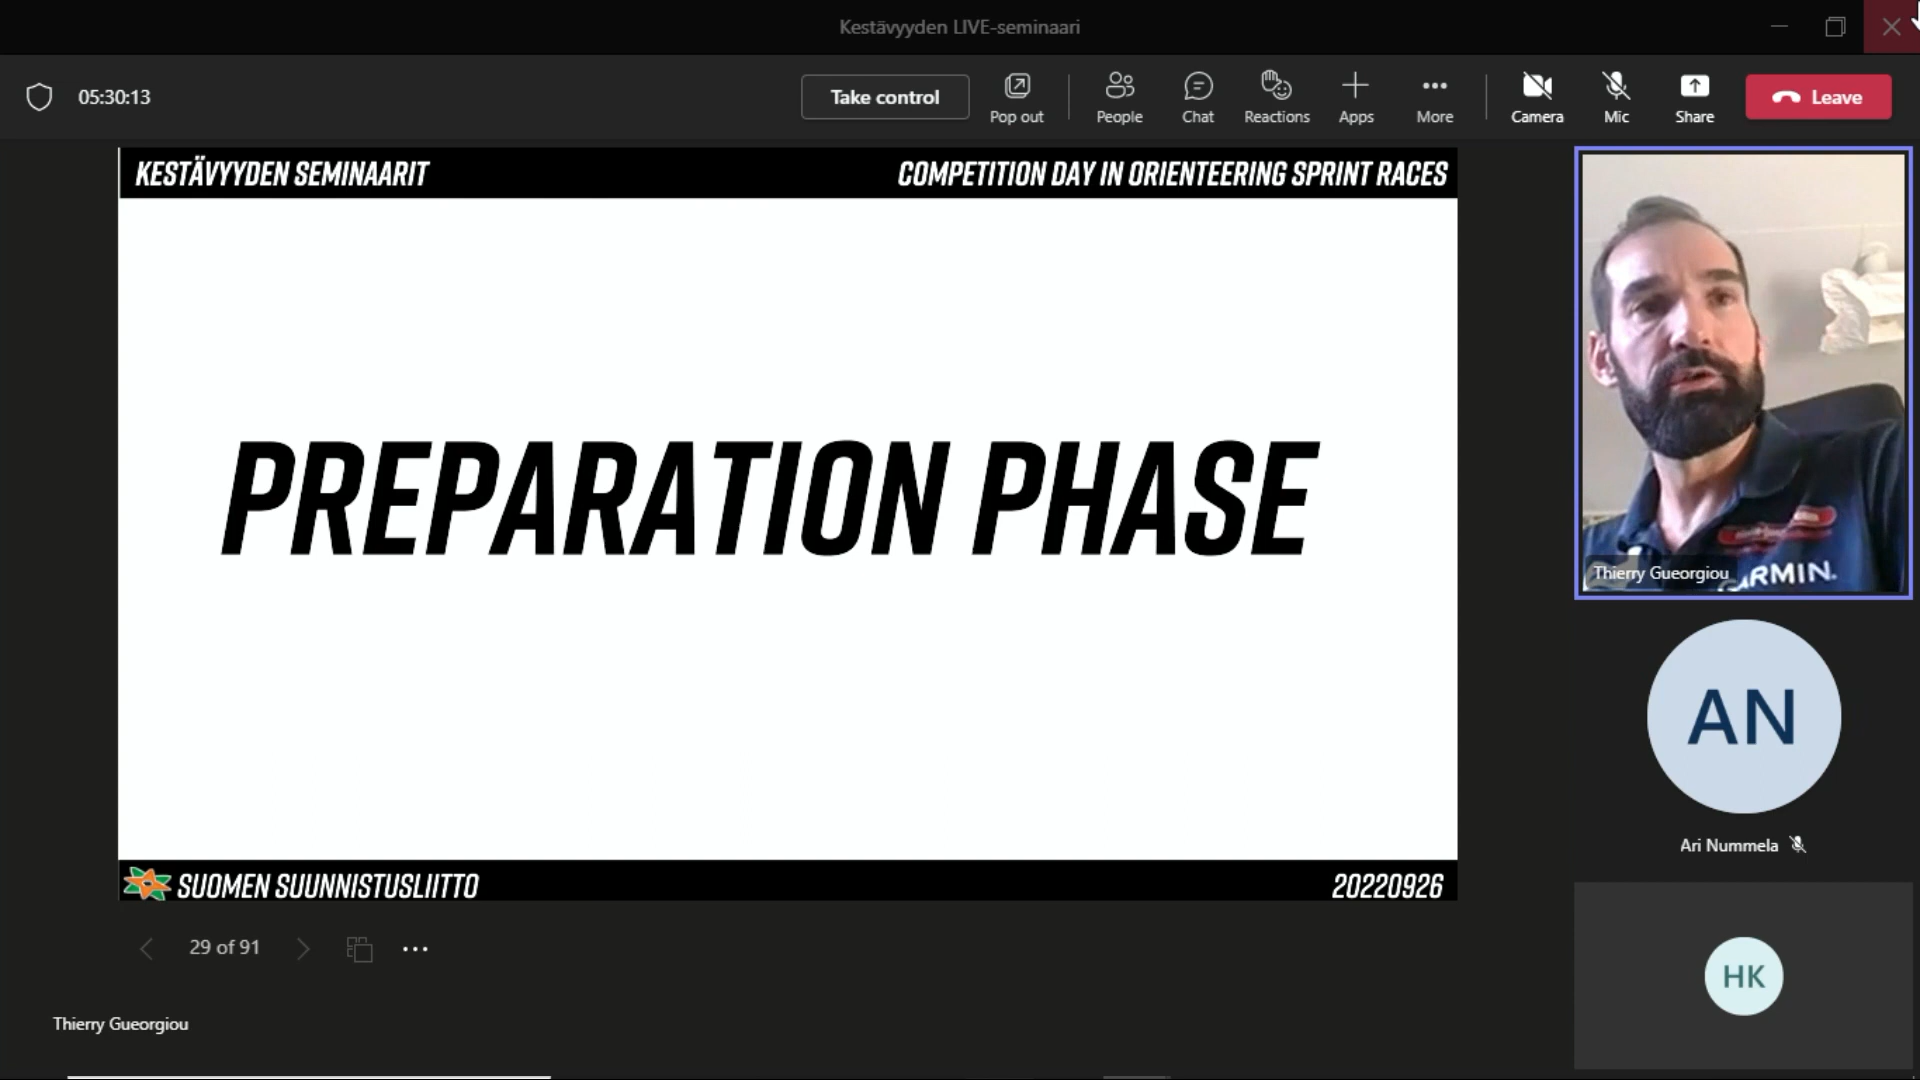 Kestävyyden LIVE-seminaari
05:30:13
Take control
Pop out
People
Chat
Reactions
Apps
More
Camera
Mic
Share
Leave
KESTÄVYYDEN SEMINAARIT
COMPETITION DAY IN ORIENTEERING SPRINT RACES
PREPARATION PHASE
SUOMEN SUUNNISTUSLIITTO
20220926
29 of 91
Thierry Gueorgiou
Thierry Gueorgiou
AN
Ari Nummela
HK